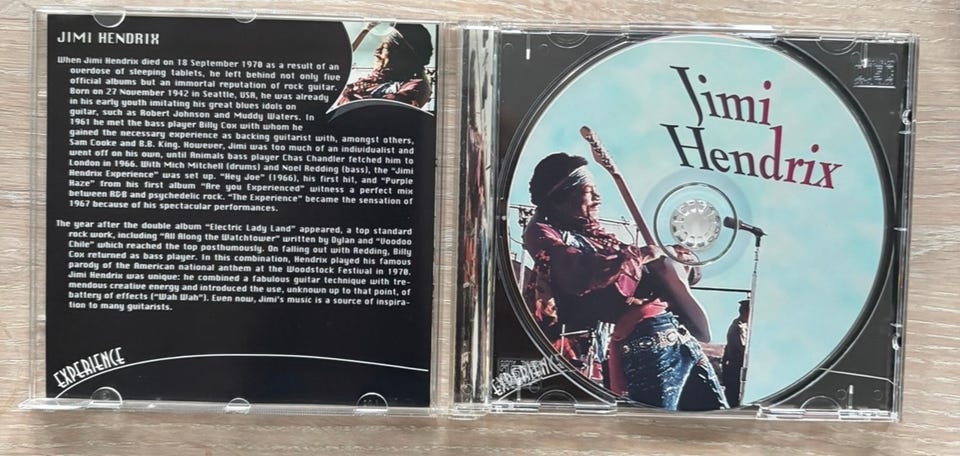 JIMI HENDRIX
When Jimi Hendrix died on 18 September 1970 as a result of an
overdose of sleeping tablets, he left behind not only five
official albums but an immortal reputation of rock guitar.
Born on 27 November 1942 in Seattle, USA, he was already
in his early youth imitating his great blues idols on
guitar, such as Robert Johnson and Muddy Waters. In
1961 he met the bass player Billy Cox with whom he
gained the necessary experience as backing guitarist with, amongst others,
Sam Cooke and B.B. King. However, Jimi was too much of an individualist and
went off on his own, until Animals bass player Chas Chandler fetched him to
London in 1966. With Mich Mitchell (drums) and Noel Redding (bass), the "Jimi
Hendrix Experience" was set up. "Hey Joe" (1966), his first hit, and "Purple
Haze" from his first album "Are you Experienced" witness a perfect mix
between R&B and psychedelic rock. "The Experience" became the sensation of
1967 because of his spectacular performances.
The year after the double album "Electric Lady Land" appeared, a top standard
rock work, including "All Along the Watchtower" written by Dylan and "Voodoo
Chile" which reached the top posthumously. On falling out with Redding, Billy
Cox returned as bass player. In this combination, Hendrix played his famous
parody of the American national anthem at the Woodstock Festival in 1970.
Jimi Hendrix was unique: he combined a fabulous guitar technique with tre-
mendous creative energy and introduced the use, unknown up to that point, of
battery of effects ("Wah Wah"). Even now, Jimi's music is a source of inspira-
tion to many guitarists.
EXPERIENCE
Jimi
Hendrix
EXPERIENCE